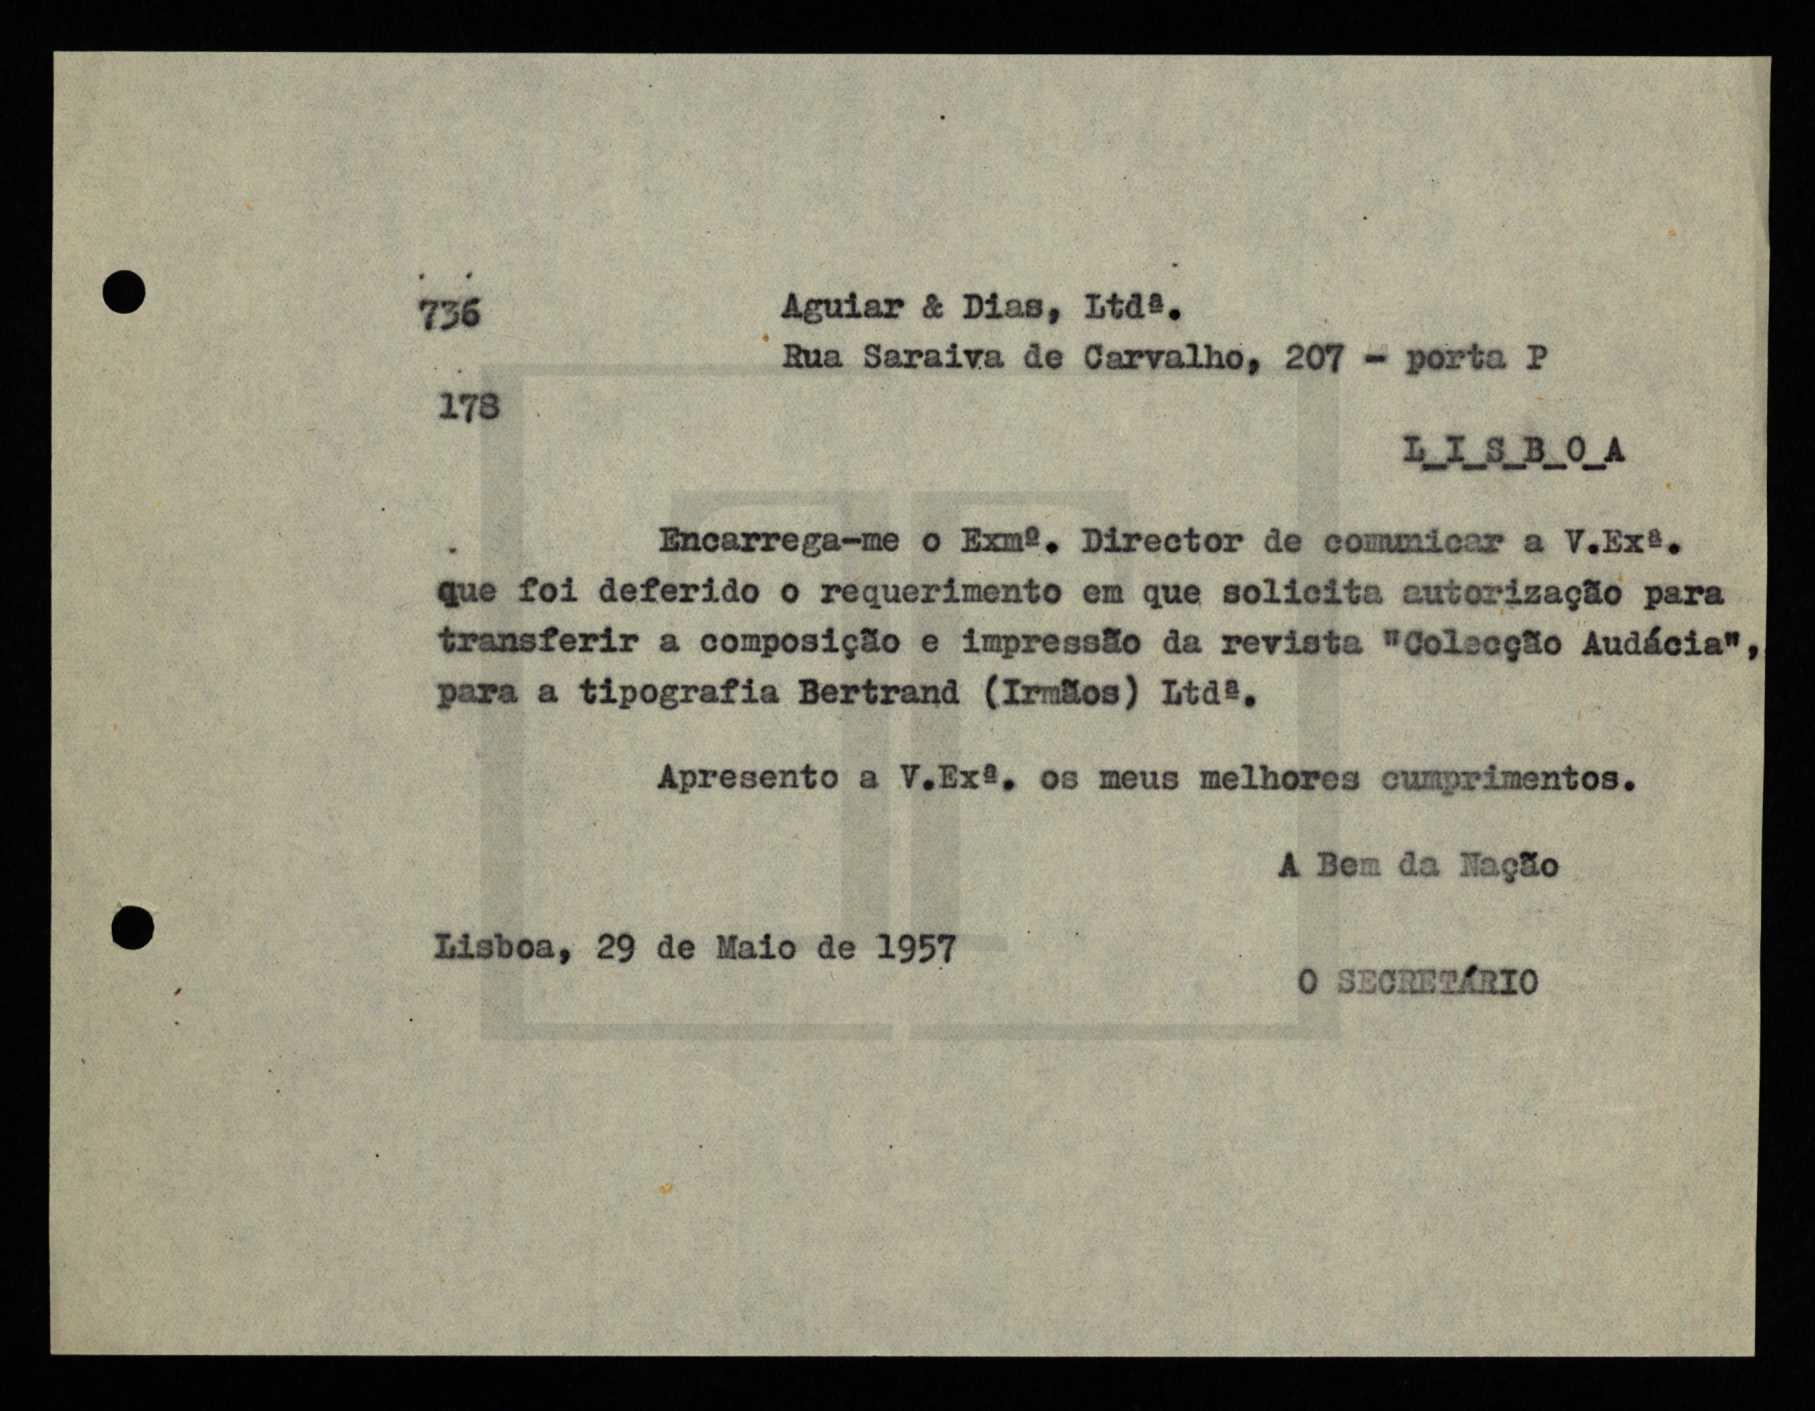 736
Aguiar & Dias, Ltdª.
Rua Saraiva de Carvalho, 207 - porta P
178
L_I_S_B_O_A
Encarrega-me o Exmº. Director de comunicar a V.Exª.
que foi deferido o requerimento em que solicita autorização para
transferir a composição e impressão da revista "Colecção Audácia",
para a tipografia Bertrand (Irmãos) Ltdª.
Apresento a V.Exª. os meus melhores cumprimentos.
A Bem da Nação
Lisboa, 29 de Maio de 1957
O SECRETÁRIO